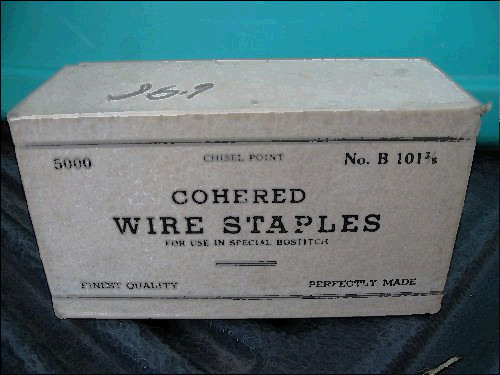 5000 CHISEL POINT No. B 101⅜
COHERED
WIRE STAPLES
FOR USE IN SPECIAL BOSTITCH
FINEST QUALITY PERFECTLY MADE